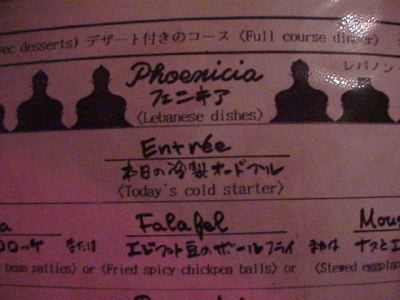 desserts) デザート付きのコース 〈Full course dinner〉
Phoenicia
レバノン
フェニキア
〈Lebanese dishes〉
Entrée
本日の冷製オードブル
〈Today's cold starter〉
Falafel
または エジプト豆のボールフライ または ナスと
bean patties〉 or 〈Fried spicy chickpea balls〉 or 〈Stewed